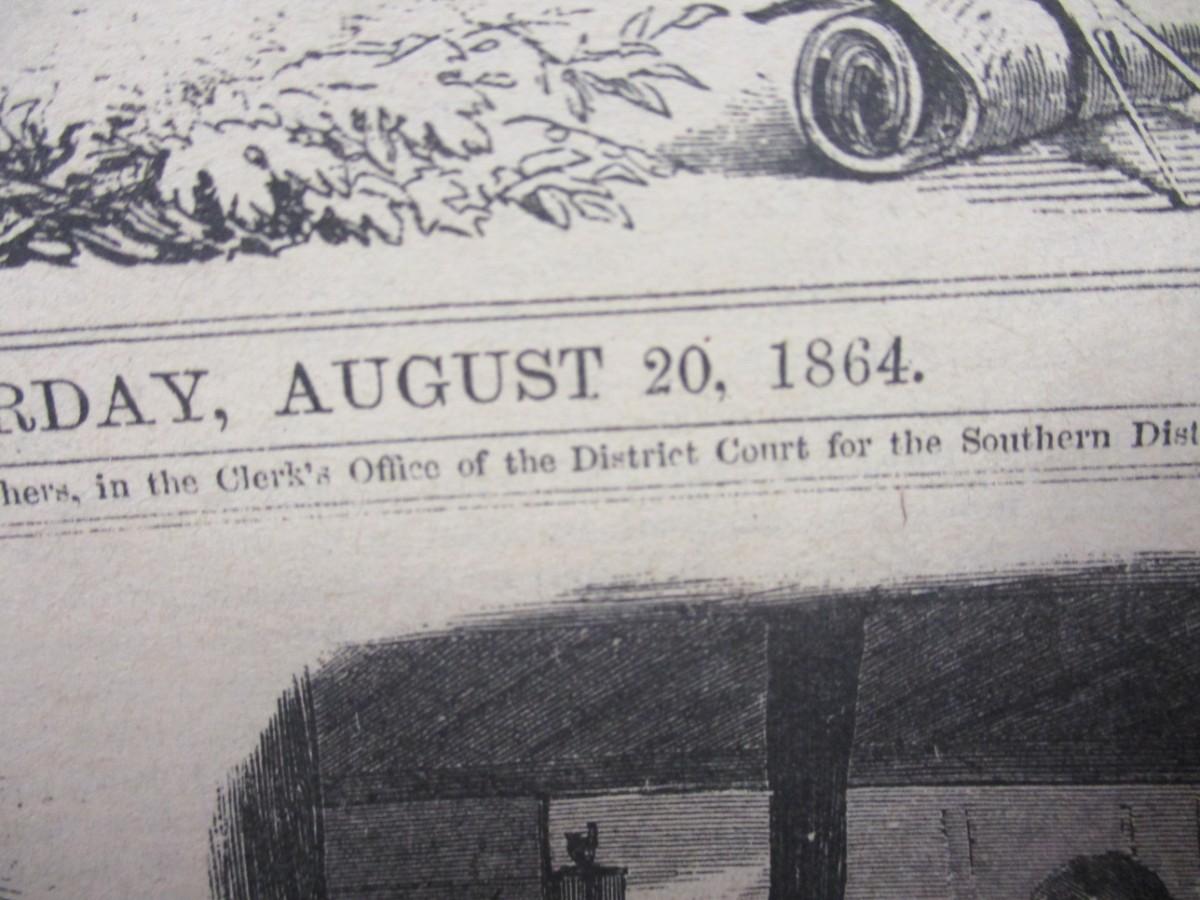 RDAY, AUGUST 20, 1864.
hers, in the Clerk's Office of the District Court for the Southern Dist